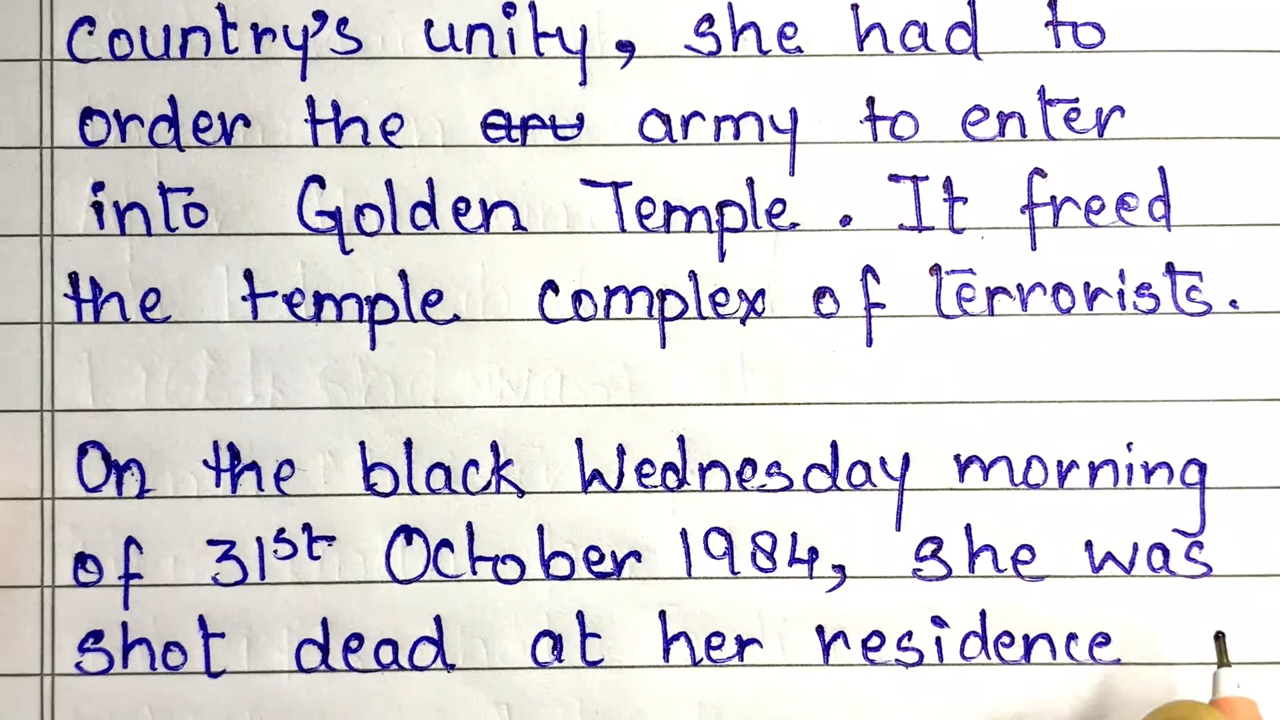 Country's unity, she had to
order the aru army to enter
into Golden Temple. It freed
the temple complex of terrorists.
On the black Wednesday morning
of 31st October 1984, she was
shot dead at her residence